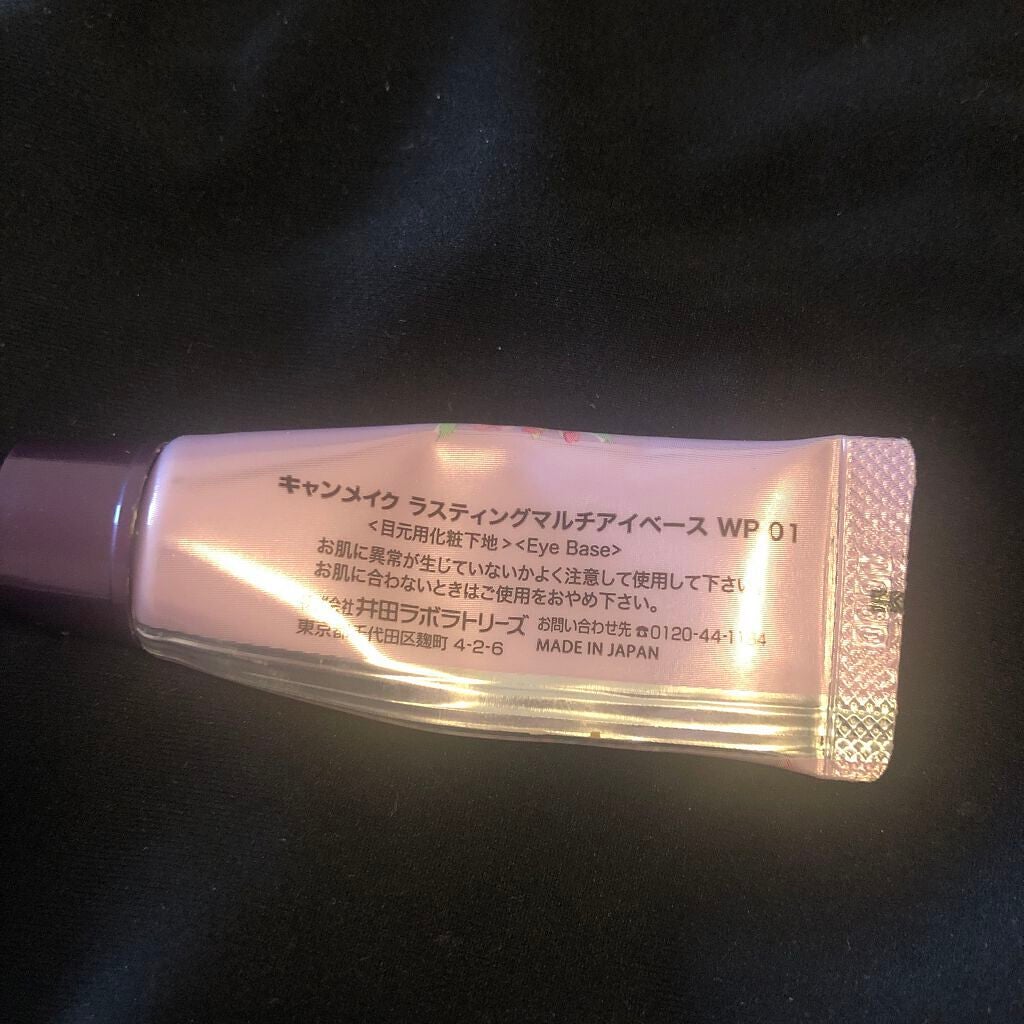 キャンメイク ラスティングマルチアイベース WP 01
<目元用化粧下地><Eye Base>
お肌に異常が生じていないかよく注意して使用して下さい
お肌に合わないときはご使用をおやめ下さい。
会社 井田ラボラトリーズ お問い合わせ先 ☎0120-44-1184
東京都千代田区麹町 4-2-6 MADE IN JAPAN